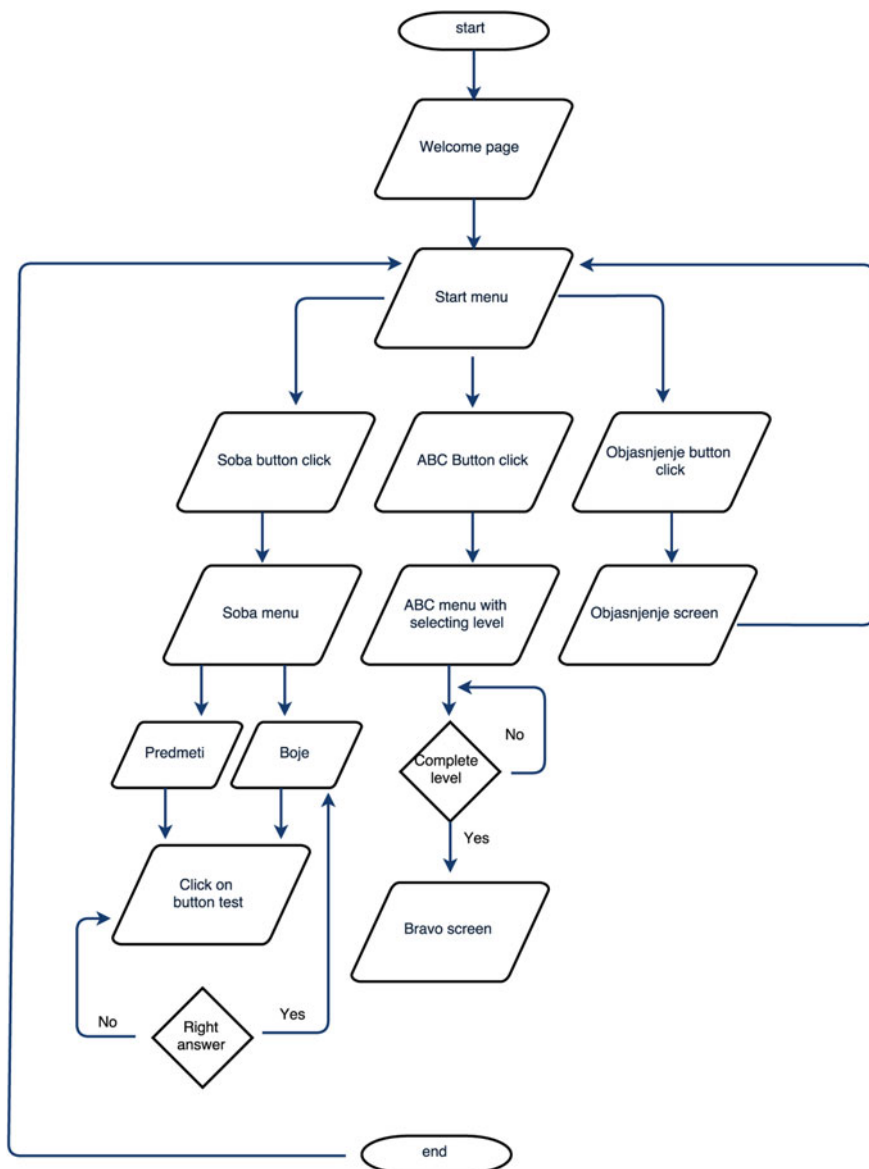 start
Welcome page
Start menu
Soba button click
ABC Button click
Objasnjenje button
click
Soba menu
ABC menu with
selecting level
Objasnjenje screen
Predmeti
Boje
Complete
level
No
Yes
Click on
button test
Bravo screen
No
Right
answer
Yes
end